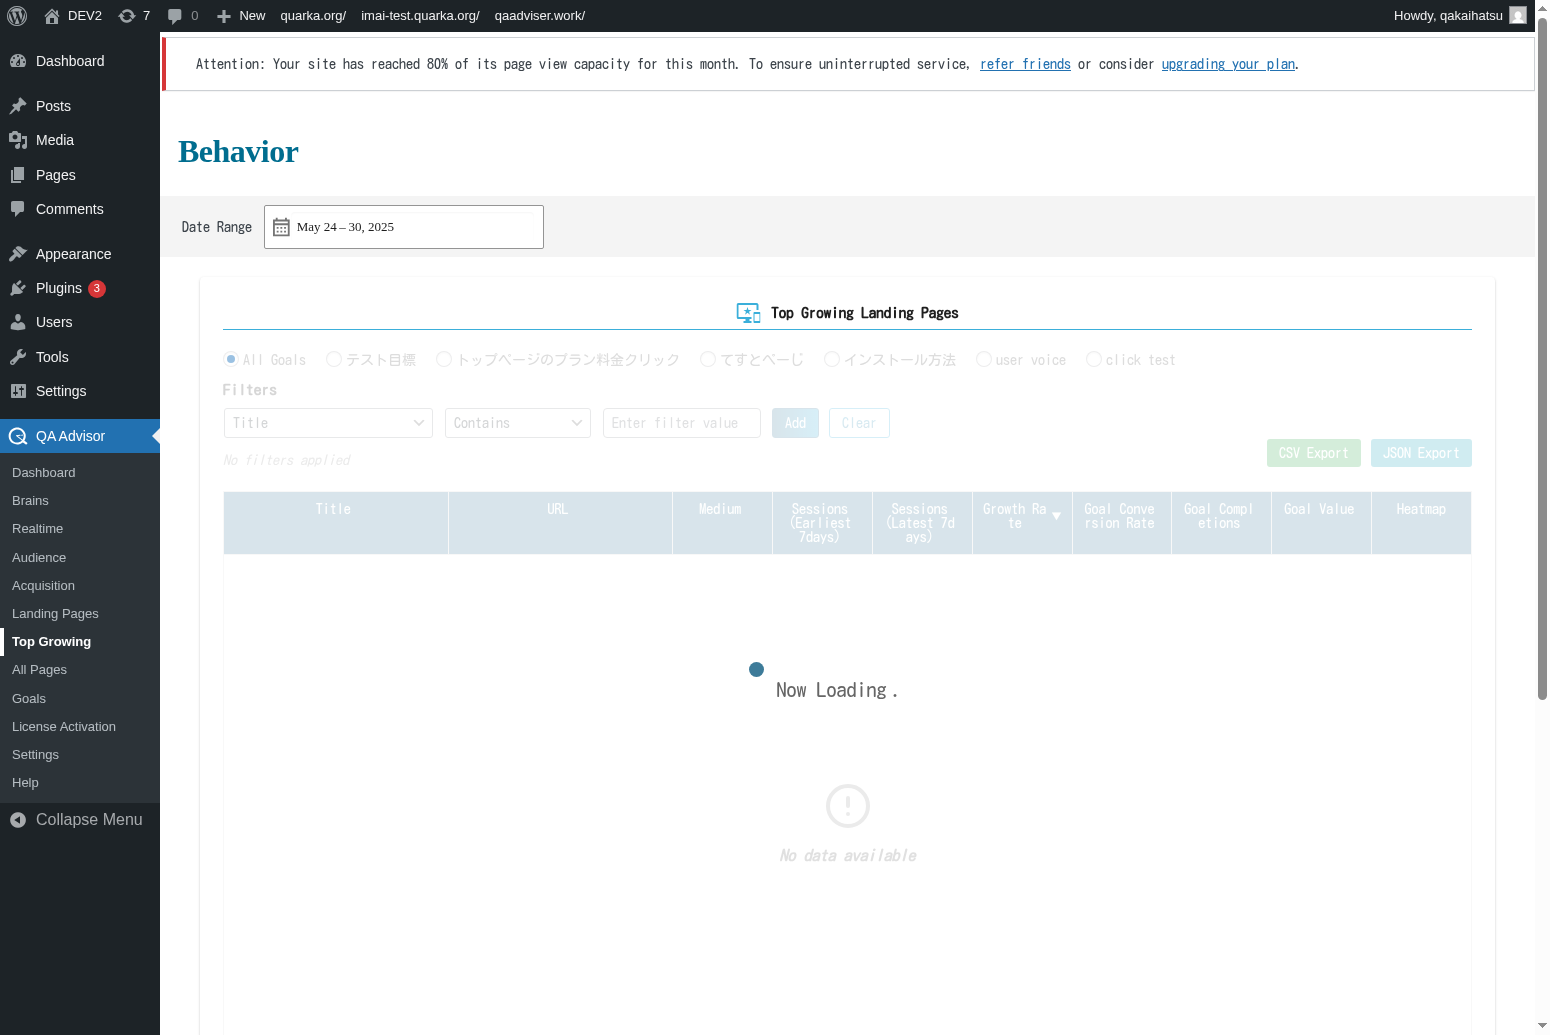 DEV2 7 0 New quarka.org/ imai-test.quarka.org/ qaadviser.work/ Howdy, qakaihatsu
Dashboard
Posts
Media
Pages
Comments
Appearance
Plugins 3
Users
Tools
Settings
QA Advisor
Dashboard
Brains
Realtime
Audience
Acquisition
Landing Pages
Top Growing
All Pages
Goals
License Activation
Settings
Help
Collapse Menu
Attention: Your site has reached 80% of its page view capacity for this month. To ensure uninterrupted service, refer friends or consider upgrading your plan.
Behavior
Date Range May 24 – 30, 2025
Top Growing Landing Pages
All Goals テスト目標 トップページのプラン料金クリック てすとぺーじ インストール方法 user voice click test
Filters
Title Contains Enter filter value Add Clear
No filters applied
CSV Export JSON Export
Title URL Medium Sessions (Earliest 7days) Sessions (Latest 7d ays) Growth Ra te ▼ Goal Conve rsion Rate Goal Compl etions Goal Value Heatmap
Now Loading .
No data available